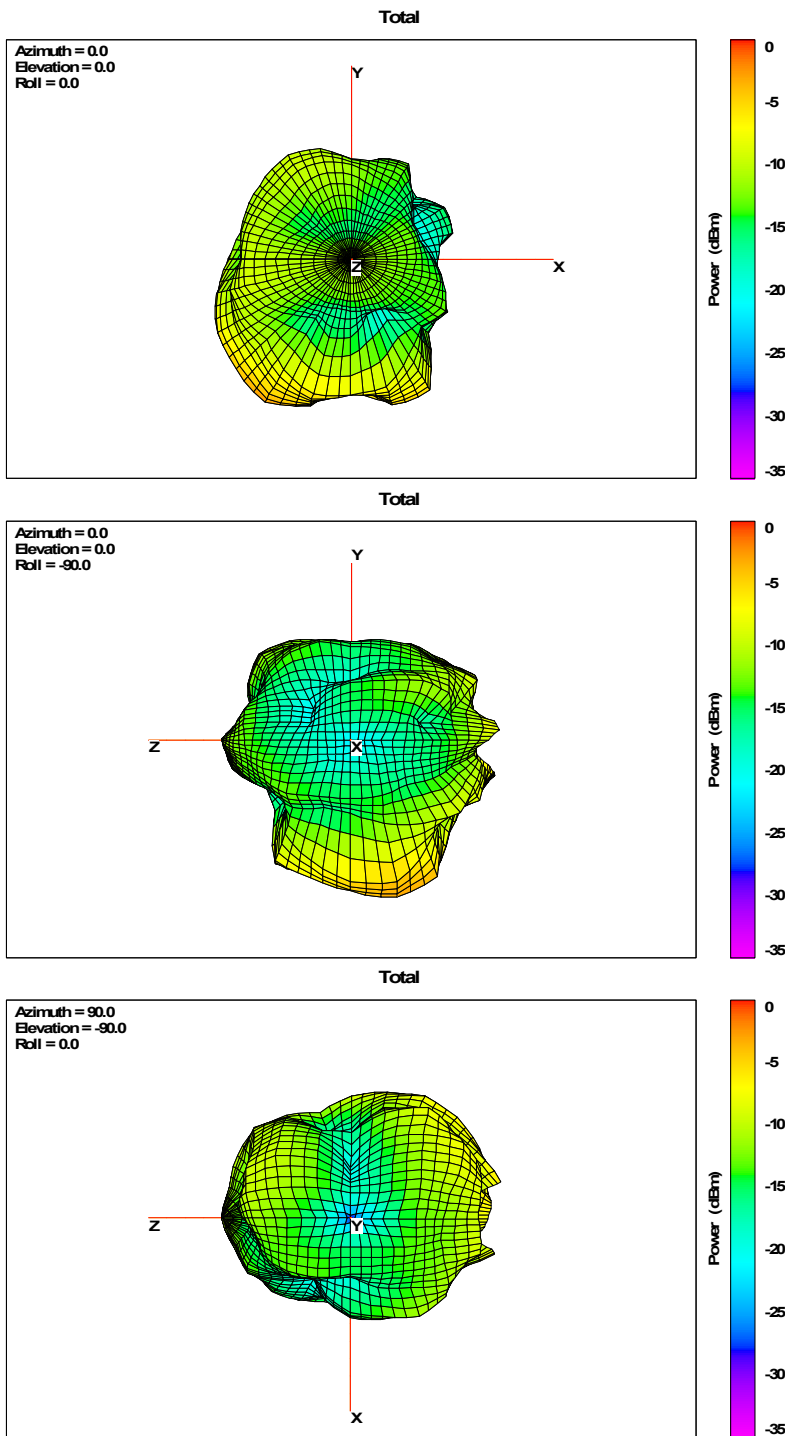 Total
Azimuth = 0.0
Elevation = 0.0
Roll = 0.0
Y
Z
X
0
-5
-10
-15
-20
-25
-30
-35
Power (dBm)
Total
Azimuth = 0.0
Elevation = 0.0
Roll = -90.0
Y
Z
X
0
-5
-10
-15
-20
-25
-30
-35
Power (dBm)
Total
Azimuth = 90.0
Elevation = -90.0
Roll = 0.0
Z
Y
X
0
-5
-10
-15
-20
-25
-30
-35
Power (dBm)